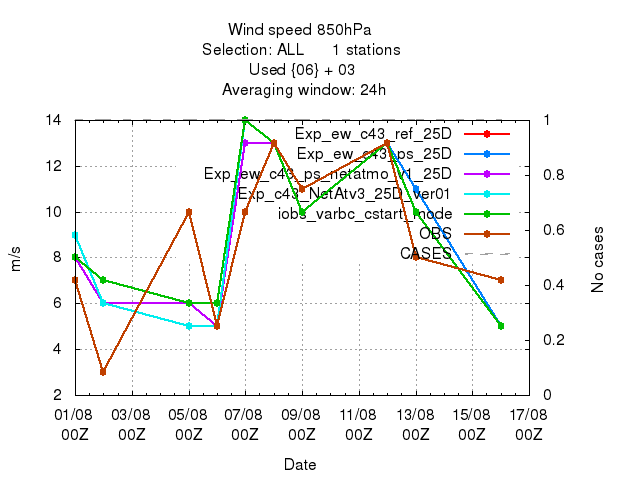 Wind speed 850hPa
Selection: ALL 1 stations
Used {06} + 03
Averaging window: 24h
14 1
Exp_ew_c43_ref_25D
Exp_ew_c43_ps_25D
12
Exp_ew_c43_ps_netatmo_v1_25D
0.8
Exp_c43_NetAtv3_25D_ver01
10
iobs_varbc_cstart_mode
OBS
0.6
8
CASES
m/s
No cases
6
0.4
4
0.2
2 0
01/08 03/08 05/08 07/08 09/08 11/08 13/08 15/08 17/08
00Z 00Z 00Z 00Z 00Z 00Z 00Z 00Z 00Z
Date